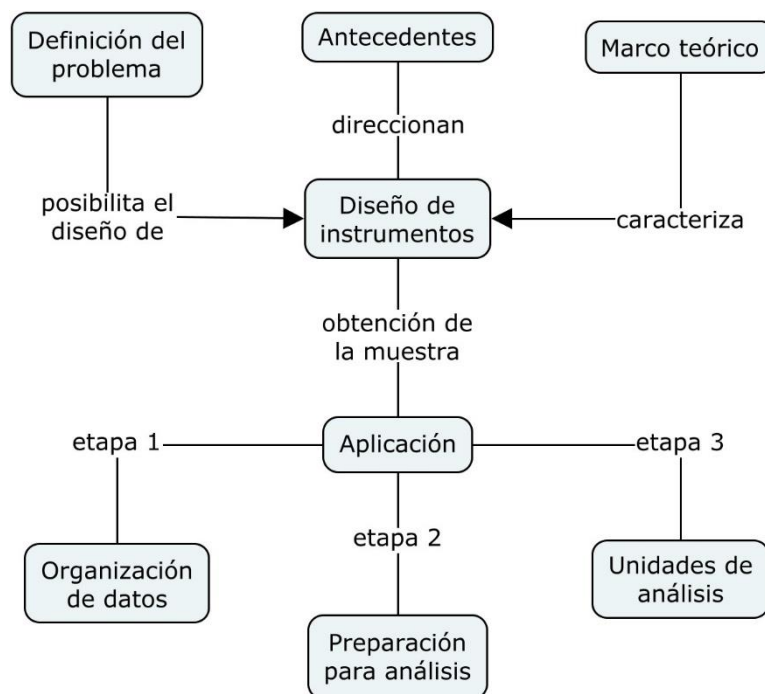 Definición del
problema
Antecedentes
Marco teórico
direccionan
posibilita el
diseño de
Diseño de
instrumentos
caracteriza
obtención de
la muestra
etapa 1
Aplicación
etapa 3
etapa 2
Organización
de datos
Unidades de
análisis
Preparación
para análisis